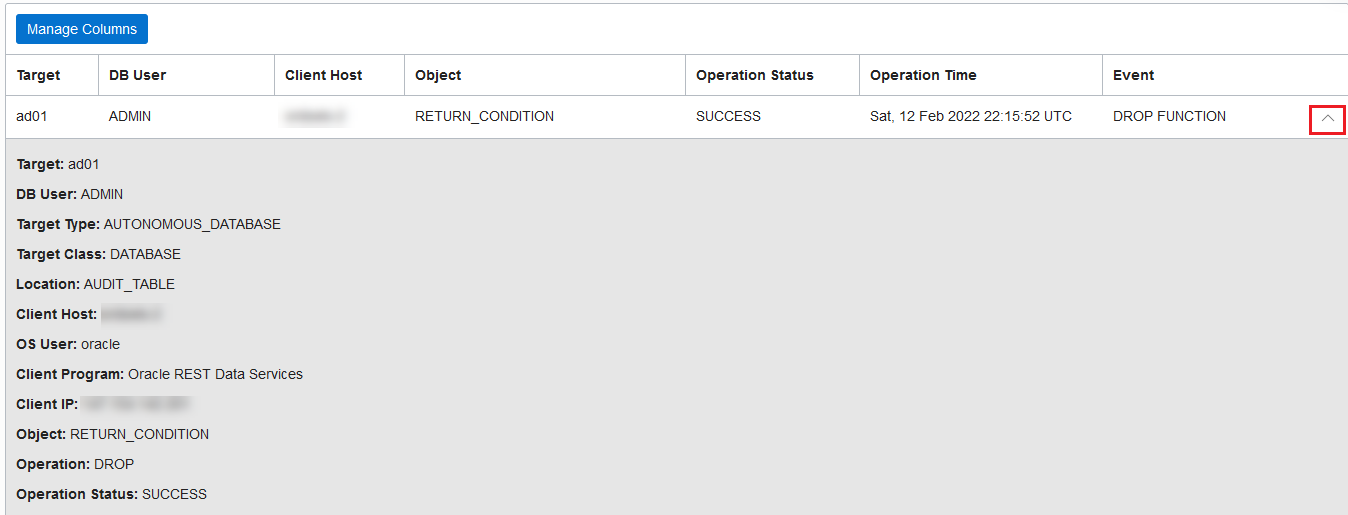 Manage Columns
Target DB User Client Host Object Operation Status Operation Time Event
ad01 ADMIN RETURN_CONDITION SUCCESS Sat, 12 Feb 2022 22:15:52 UTC DROP FUNCTION
Target: ad01
DB User: ADMIN
Target Type: AUTONOMOUS_DATABASE
Target Class: DATABASE
Location: AUDIT_TABLE
Client Host:
OS User: oracle
Client Program: Oracle REST Data Services
Client IP:
Object: RETURN_CONDITION
Operation: DROP
Operation Status: SUCCESS